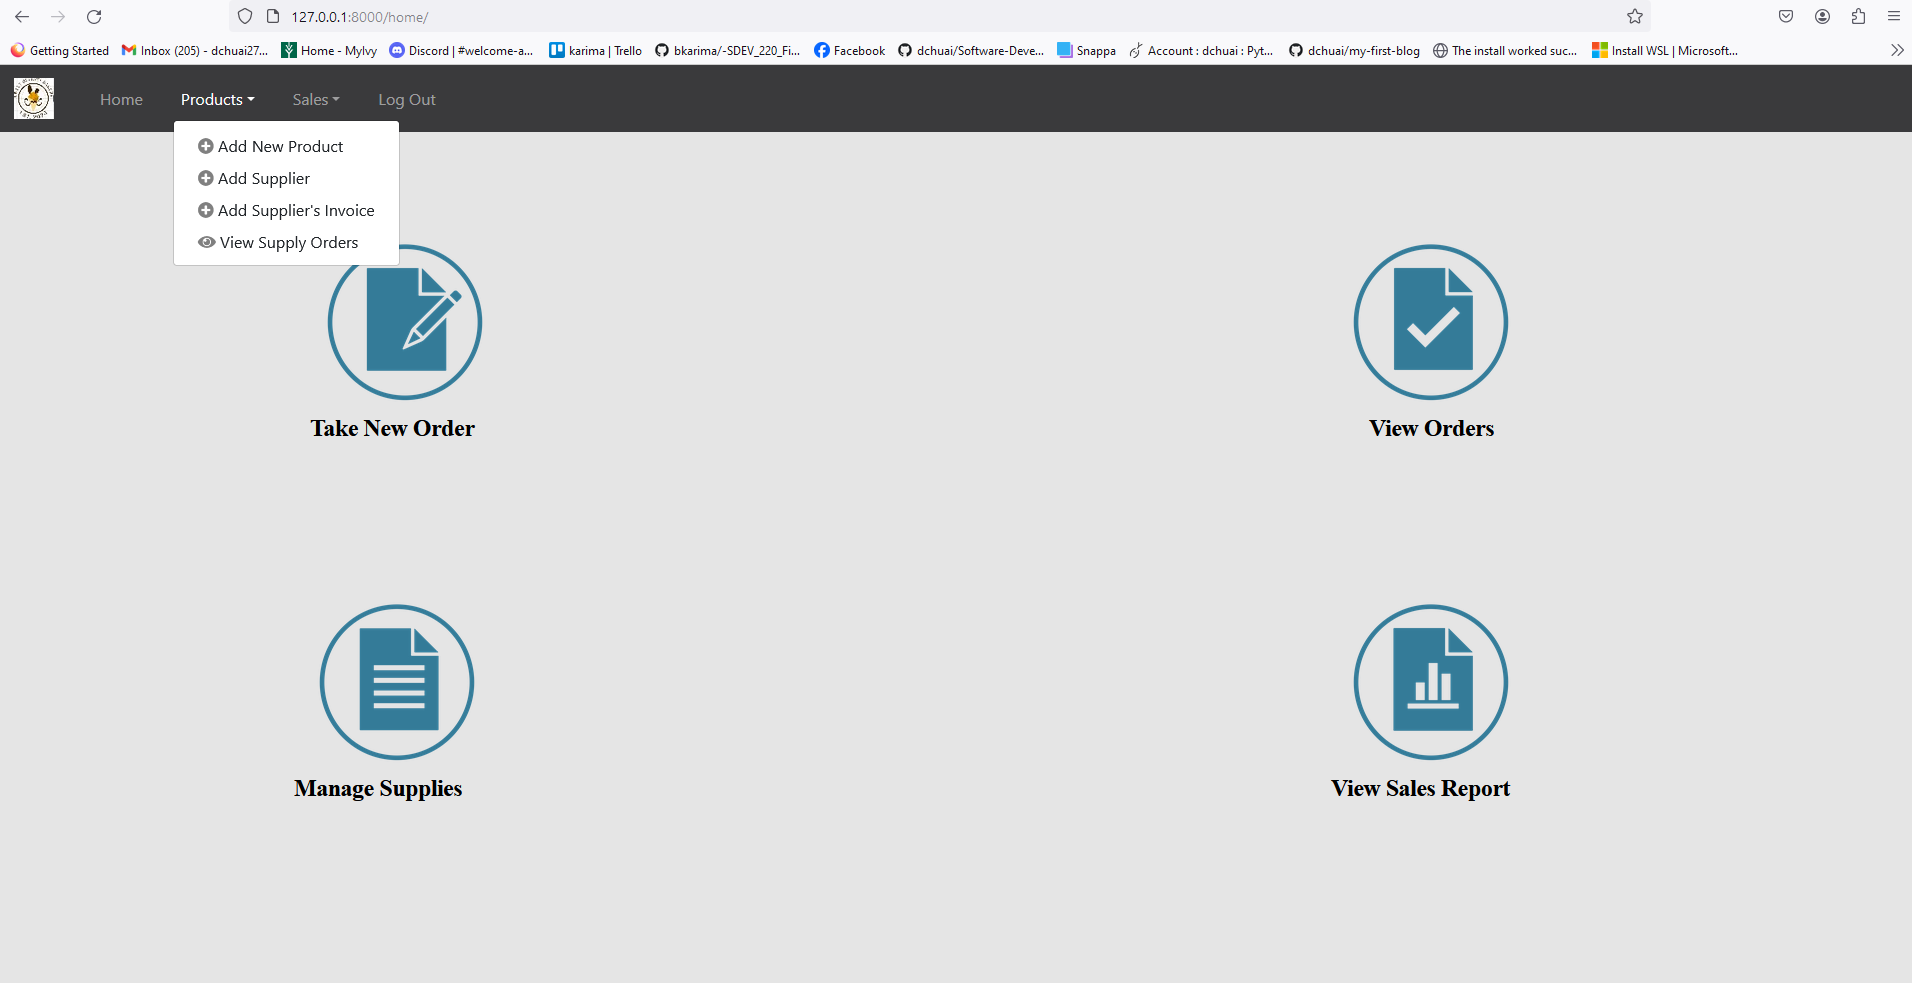 127.0.0.1:8000/home/
Getting Started Inbox (205) - dchuai27... Home - MyIvy Discord | #welcome-a... karima | Trello bkarima/-SDEV_220_Fi... Facebook dchuai/Software-Deve... Snappa Account : dchuai : Pyt... dchuai/my-first-blog The install worked suc... Install WSL | Microsoft...
Home Products Sales Log Out
Add New Product
Add Supplier
Add Supplier's Invoice
View Supply Orders
Take New Order View Orders
Manage Supplies View Sales Report